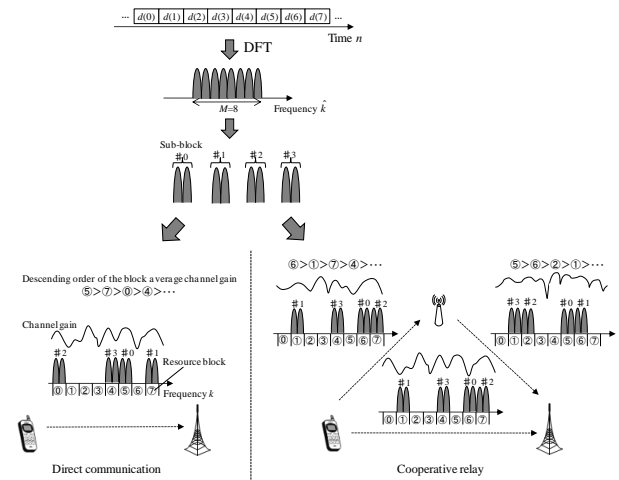 ... d(0) d(1) d(2) d(3) d(4) d(5) d(6) d(7) ...
Time n
DFT
M=8
Frequency k̂
Sub-block
#0 #1 #2 #3
Descending order of the block average channel gain
⑤>⑦>⓪>④>⋯
Channel gain
#2 #3 #0 #1
Resource block
⓪ ① ② ③ ④ ⑤ ⑥ ⑦
Frequency k
Direct communication
⑥>①>⑦>④>⋯
#1 #3 #0 #2
⓪ ① ② ③ ④ ⑤ ⑥ ⑦
⑤>⑥>②>①>⋯
#3 #2 #0 #1
⓪ ① ② ③ ④ ⑤ ⑥ ⑦
#1 #3 #0 #2
⓪ ① ② ③ ④ ⑤ ⑥ ⑦
Cooperative relay